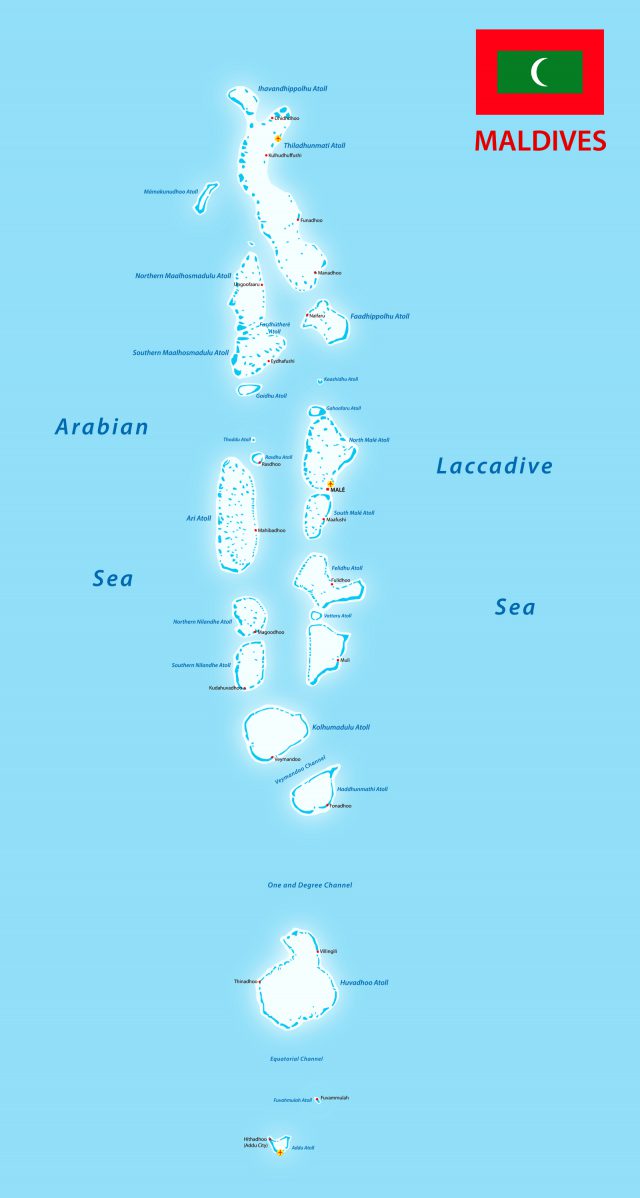 MALDIVES
Ihavandhippolhu Atoll
Dhidhdhoo
Thiladhunmati Atoll
Kulhudhuffushi
Mámakunudhoo Atoll
Funadhoo
Manadhoo
Northern Maalhosmadulu Atoll
Ungoofaaru
Naifaru
Faadhippolhu Atoll
Faidhùtherè
Atoll
Southern Maalhosmadulu Atoll
Eydhafushi
Kaashidhu Atoll
Goidhu Atoll
Gahaafaru Atoll
Arabian
Thoddu Atoll
North Malé Atoll
Rasdhu Atoll
Rasdhoo
Laccadive
MALÉ
South Malé Atoll
Maafushi
Ari Atoll
Mahibadhoo
Felidhu Atoll
Fulidhoo
Sea
Sea
Vattaru Atoll
Northern Nilandhe Atoll
Magoodhoo
Muli
Southern Nilandhe Atoll
Kudahuvadhoo
Kolhumadulu Atoll
Veymandoo
Veymandoo Channel
Haddhunmathi Atoll
Fonadhoo
One and Degree Channel
Villingili
Thinadhoo
Huvadhoo Atoll
Equatorial Channel
Fuvahmulah Atoll
Fuvammulah
Hithadhoo
(Addu City)
Addu Atoll